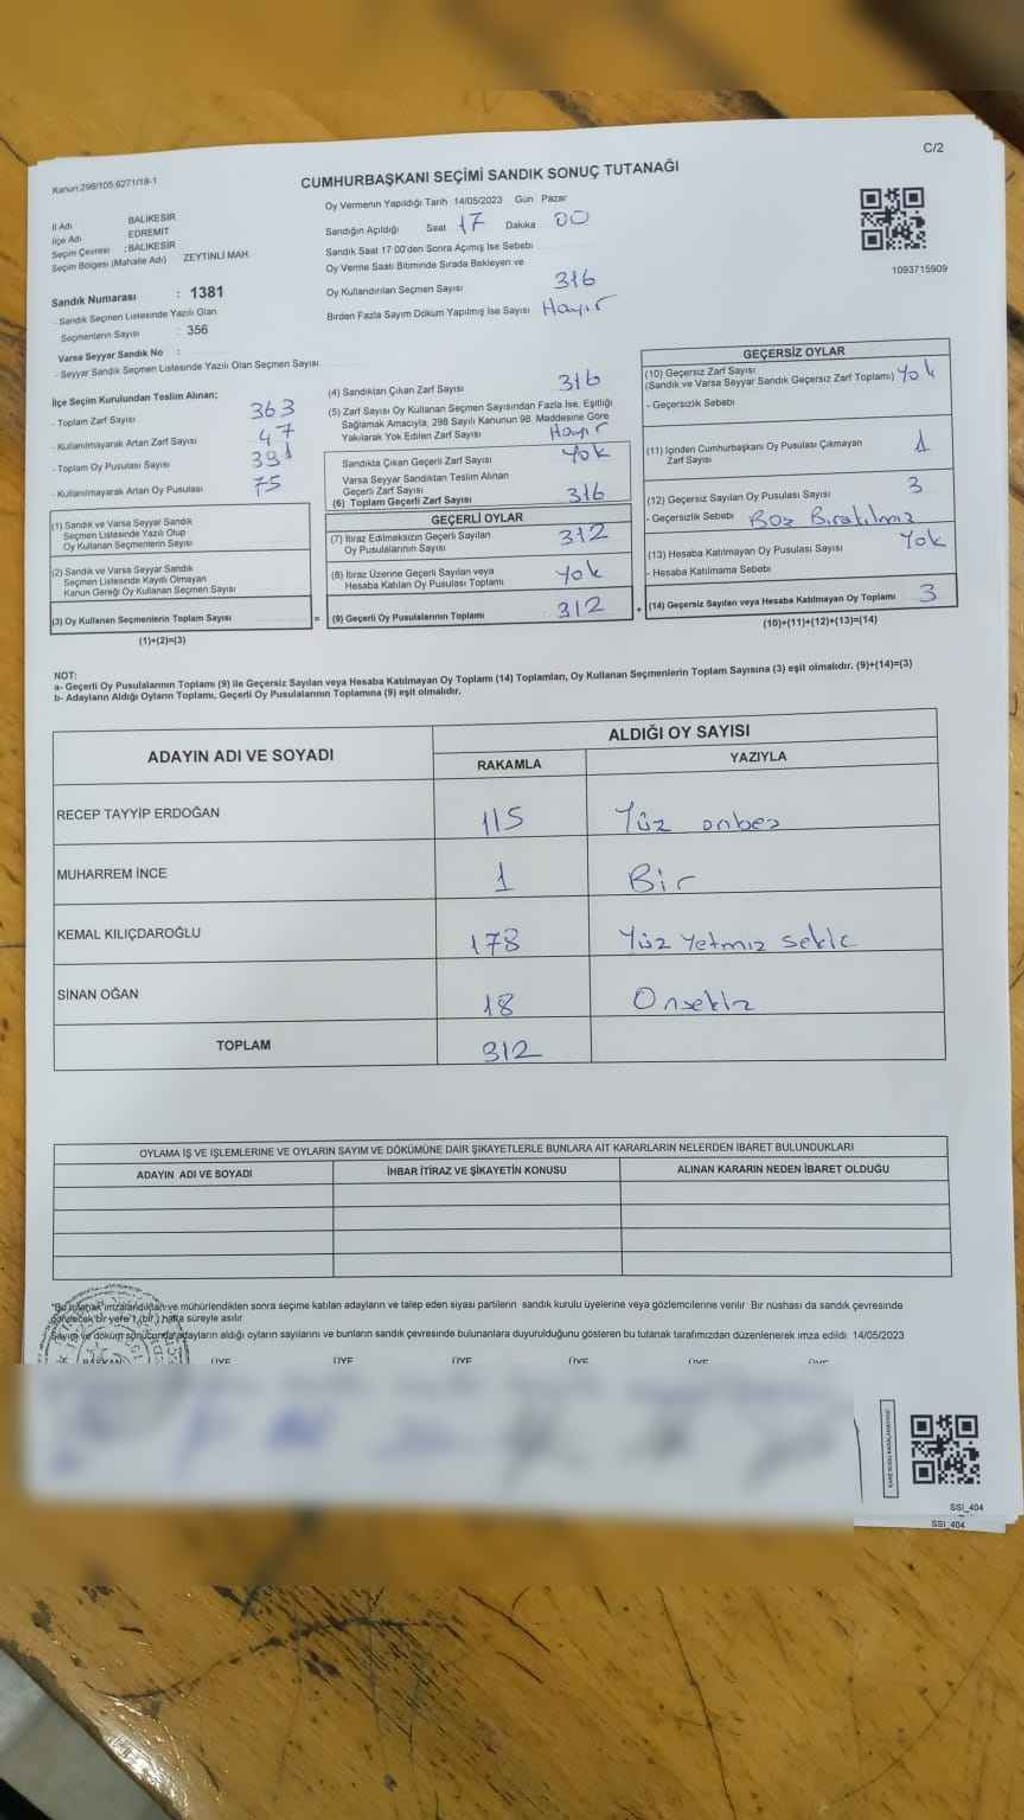 Kanun:298/105,6271/18-1
C/2
CUMHURBAŞKANI SEÇİMİ SANDIK SONUÇ TUTANAĞI
İl Adı BALIKESİR
İlçe Adı EDREMİT
Seçim Çevresi :BALIKESİR
Seçim Bölgesi (Mahalle Adı) ZEYTİNLİ MAH.
Sandık Numarası : 1381
- Sandık Seçmen Listesinde Yazılı Olan
Seçmenlerin Sayısı : 356
Varsa Seyyar Sandık No :
- Seyyar Sandık Seçmen Listesinde Yazılı Olan Seçmen Sayısı
Oy Vermenin Yapıldığı Tarih 14/05/2023 Gün Pazar
Sandığın Açıldığı Saat 17 Dakika 00
Sandık Saat 17:00'den Sonra Açımış İse Sebebi
Oy Verme Saati Bitiminde Sırada Bekleyen ve
Oy Kullandırılan Seçmen Sayısı 316
Birden Fazla Sayım Döküm Yapılmış İse Sayısı Hayır
1093715909
İlçe Seçim Kurulundan Teslim Alınan:
- Toplam Zarf Sayısı 363
- Kullanılmayarak Artan Zarf Sayısı 47
- Toplam Oy Pusulası Sayısı 391
- Kullanılmayarak Artan Oy Pusulası 75
(1) Sandık ve Varsa Seyyar Sandık
Seçmen Listesinde Yazılı Olup
Oy Kullanan Seçmenlerin Sayısı
(2) Sandık ve Varsa Seyyar Sandık
Seçmen Listesinde Kayıtlı Olmayan
Kanun Gereği Oy Kullanan Seçmen Sayısı
(3) Oy Kullanan Seçmenlerin Toplam Sayısı
(1)+(2)=(3)
=
(4) Sandıktan Çıkan Zarf Sayısı 316
(5) Zarf Sayısı Oy Kullanan Seçmen Sayısından Fazla İse, Eşitliği
Sağlamak Amacıyla, 298 Sayılı Kanunun 98. Maddesine Göre
Yakılarak Yok Edilen Zarf Sayısı Hayır
Sandıkta Çıkan Geçerli Zarf Sayısı Yok
Varsa Seyyar Sandıktan Teslim Alınan
Geçerli Zarf Sayısı
(6) Toplam Geçerli Zarf Sayısı 316
GEÇERLİ OYLAR
(7) İtiraz Edilmeksizin Geçerli Sayılan
Oy Pusulalarının Sayısı 312
(8) İtiraz Üzerine Geçerli Sayılan veya
Hesaba Katılan Oy Pusulası Toplamı Yok
(9) Geçerli Oy Pusulalarının Toplamı 312
+
GEÇERSİZ OYLAR
(10) Geçersiz Zarf Sayısı
(Sandık ve Varsa Seyyar Sandık Geçersiz Zarf Toplamı) Yok
- Geçersizlik Sebebi
(11) İçinden Cumhurbaşkanı Oy Pusulası Çıkmayan
Zarf Sayısı 1
(12) Geçersiz Sayılan Oy Pusulası Sayısı 3
- Geçersizlik Sebebi Boz Bıratılmız
(13) Hesaba Katılmayan Oy Pusulası Sayısı Yok
- Hesaba Katılmama Sebebi
(14) Geçersiz Sayılan veya Hesaba Katılmayan Oy Toplamı 3
(10)+(11)+(12)+(13)=(14)
NOT:
a- Geçerli Oy Pusulalarının Toplamı (9) ile Geçersiz Sayılan veya Hesaba Katılmayan Oy Toplamı (14) Toplamları, Oy Kullanan Seçmenlerin Toplam Sayısına (3) eşit olmalıdır. (9)+(14)=(3)
b- Adayların Aldığı Oyların Toplamı, Geçerli Oy Pusulalarının Toplamına (9) eşit olmalıdır.
ADAYIN ADI VE SOYADI ALDIĞI OY SAYISI
RAKAMLA YAZIYLA
RECEP TAYYİP ERDOĞAN 115 Yüz onbez
MUHARREM İNCE 1 Bir
KEMAL KILIÇDAROĞLU 178 Yüz Yetmiz sekiz
SİNAN OĞAN 18 Onsekiz
TOPLAM 312
OYLAMA İŞ VE İŞLEMLERİNE VE OYLARIN SAYIM VE DÖKÜMÜNE DAİR ŞİKAYETLERLE BUNLARA AİT KARARLARIN NELERDEN İBARET BULUNDUKLARI
ADAYIN ADI VE SOYADI İHBAR İTİRAZ VE ŞİKAYETİN KONUSU ALINAN KARARIN NEDEN İBARET OLDUĞU
"Bu tutanak imzalandıktan ve mühürlendikten sonra seçime katılan adayların ve talep eden siyasi partilerin sandık kurulu üyelerine veya gözlemcilerine verilir. Bir nüshası da sandık çevresinde
görülecek bir yere 1 (bir) hafta süreyle asılır.
Sayım ve döküm sonucunda adayların aldığı oyların sayılarını ve bunların sandık çevresinde bulunanlara duyurulduğunu gösteren bu tutanak tarafımızdan düzenlenerek imza edildi. 14/05/2023
BAŞKAN ÜYE ÜYE ÜYE ÜYE ÜYE ÜYE
SSI_404
SSI_404